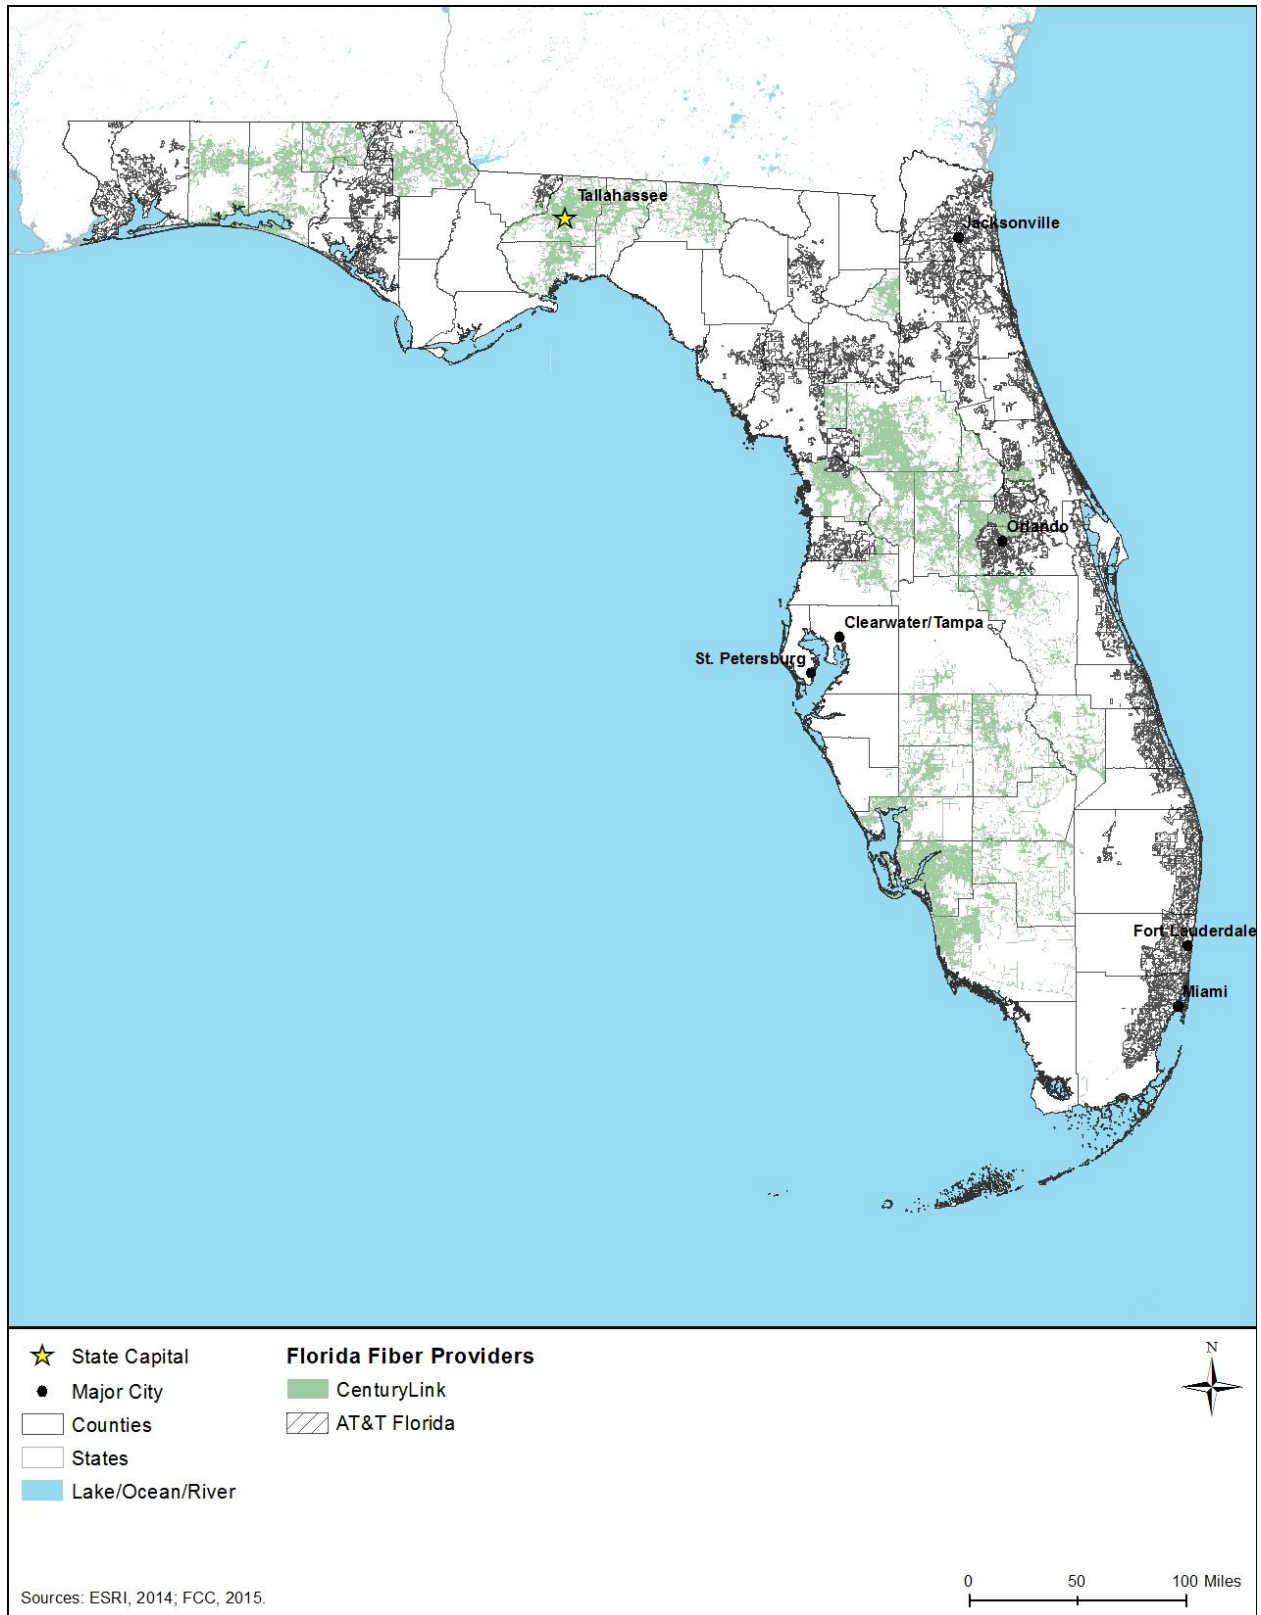 Tallahassee
Jacksonville
Orlando
Clearwater/Tampa
St. Petersburg
Fort Lauderdale
Miami
State Capital
Major City
Counties
States
Lake/Ocean/River
Florida Fiber Providers
CenturyLink
AT&T Florida
N
0 50 100 Miles
Sources: ESRI, 2014; FCC, 2015.